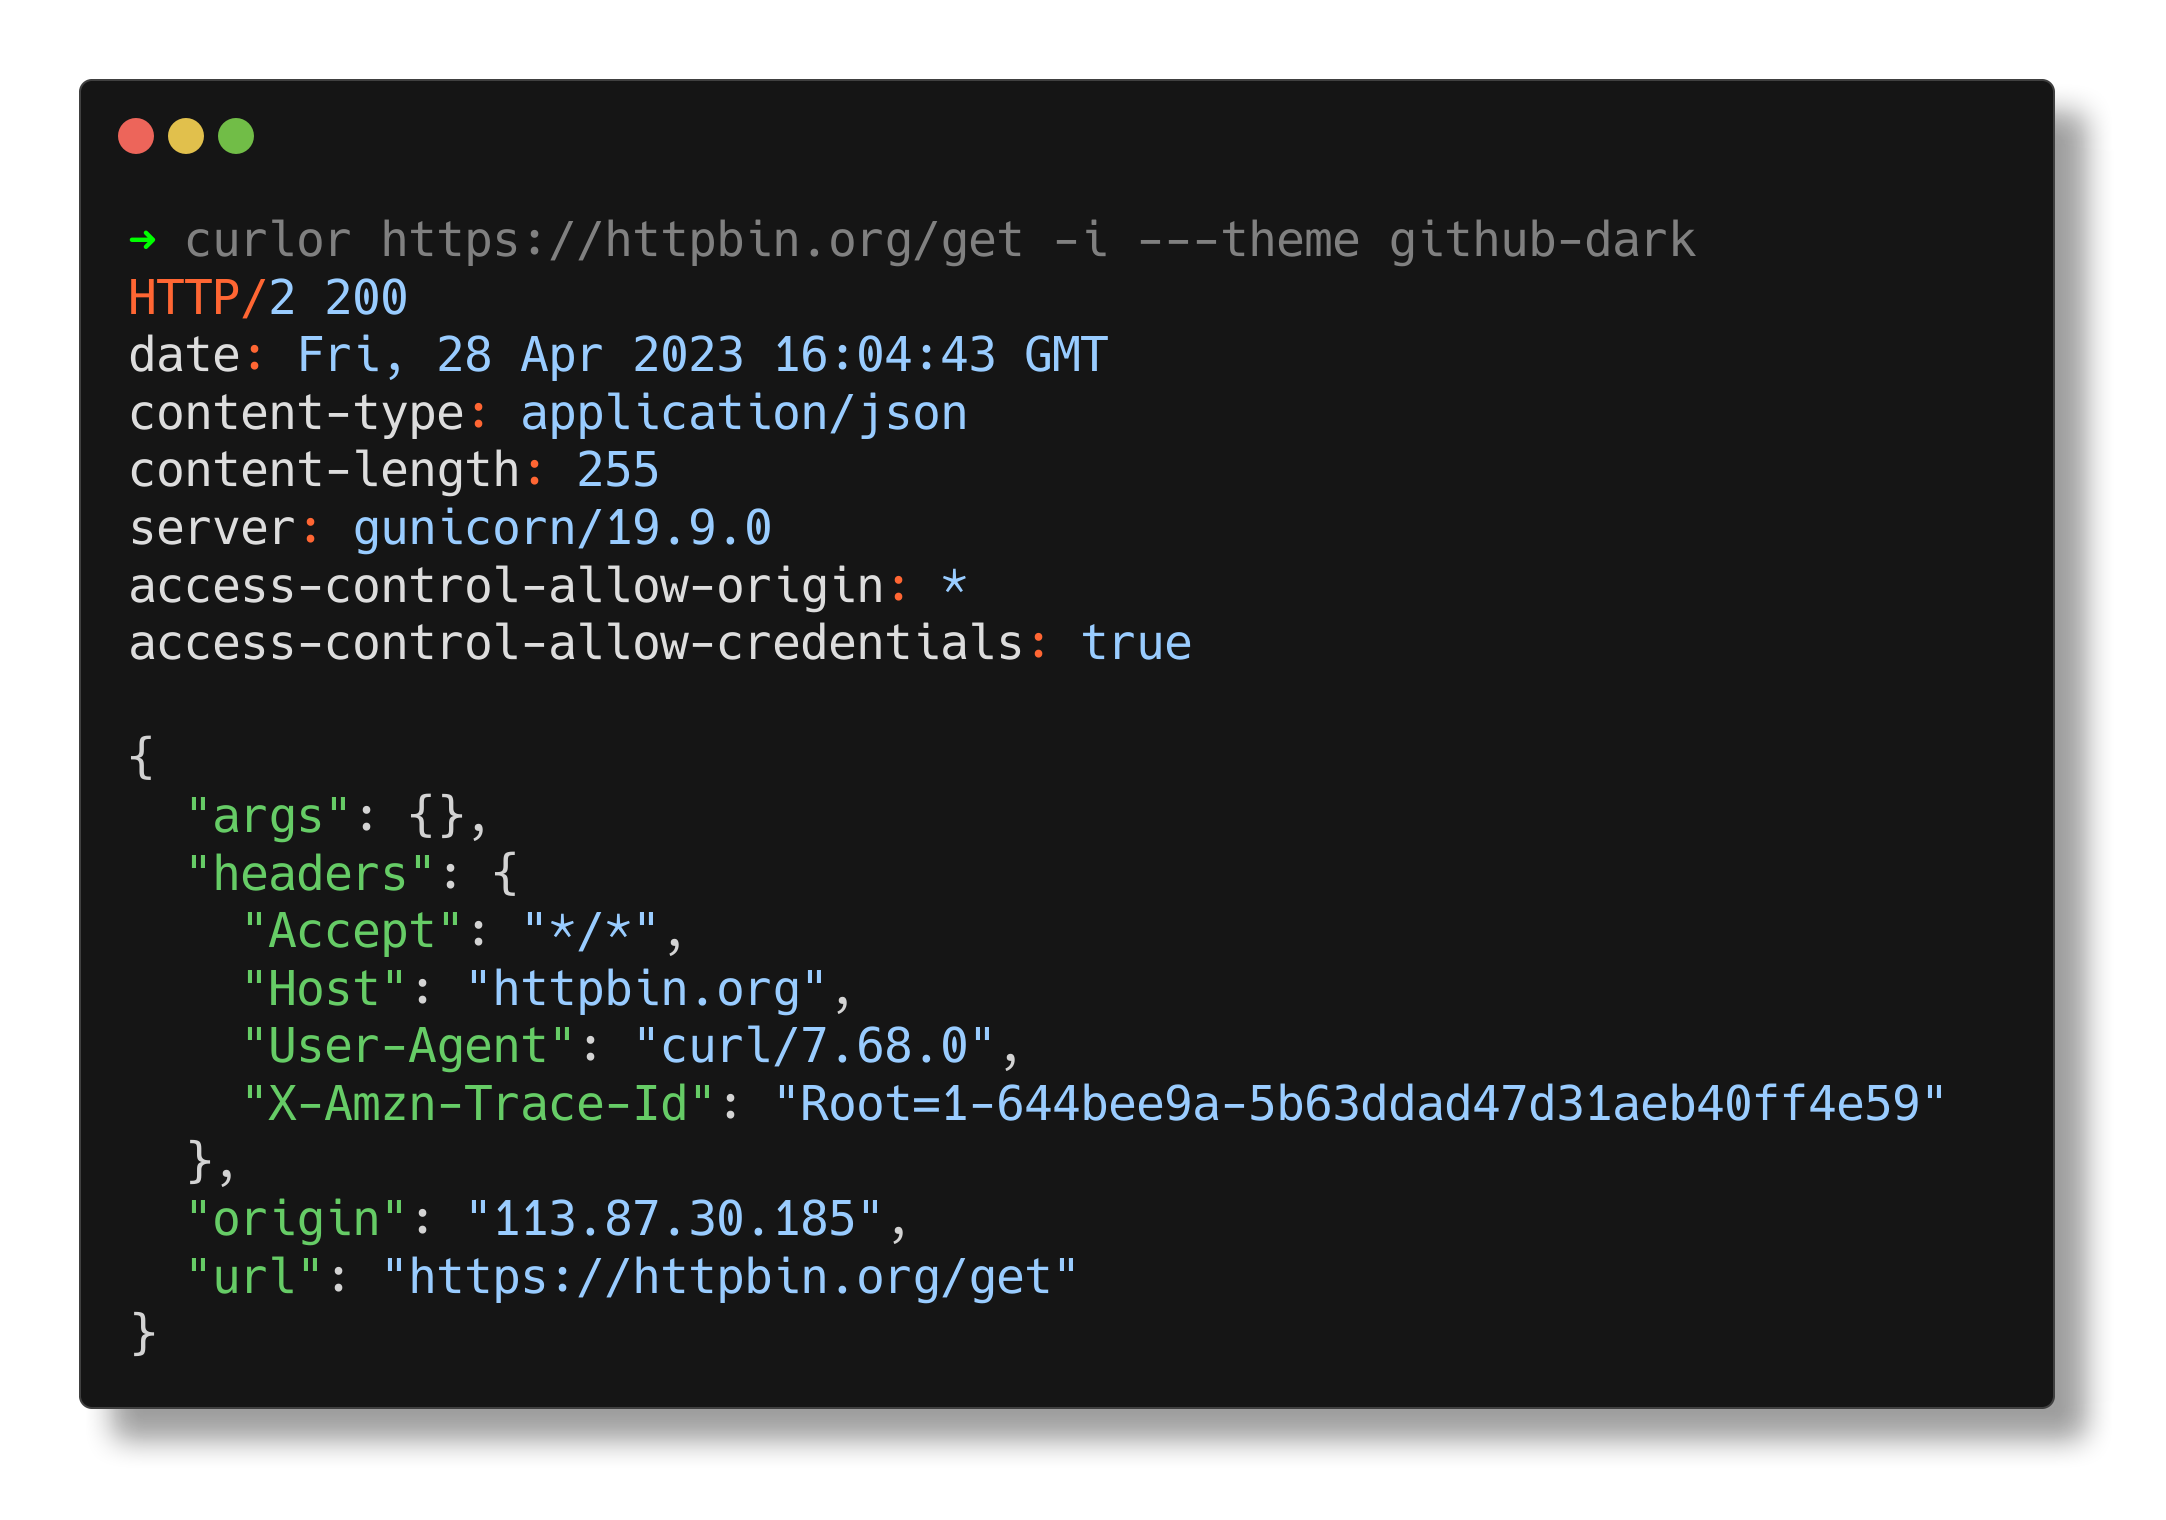 ➜ curlor https://httpbin.org/get -i ---theme github-dark
HTTP/2 200
date: Fri, 28 Apr 2023 16:04:43 GMT
content-type: application/json
content-length: 255
server: gunicorn/19.9.0
access-control-allow-origin: *
access-control-allow-credentials: true

{
  "args": {},
  "headers": {
    "Accept": "*/*",
    "Host": "httpbin.org",
    "User-Agent": "curl/7.68.0",
    "X-Amzn-Trace-Id": "Root=1-644bee9a-5b63ddad47d31aeb40ff4e59"
  },
  "origin": "113.87.30.185",
  "url": "https://httpbin.org/get"
}